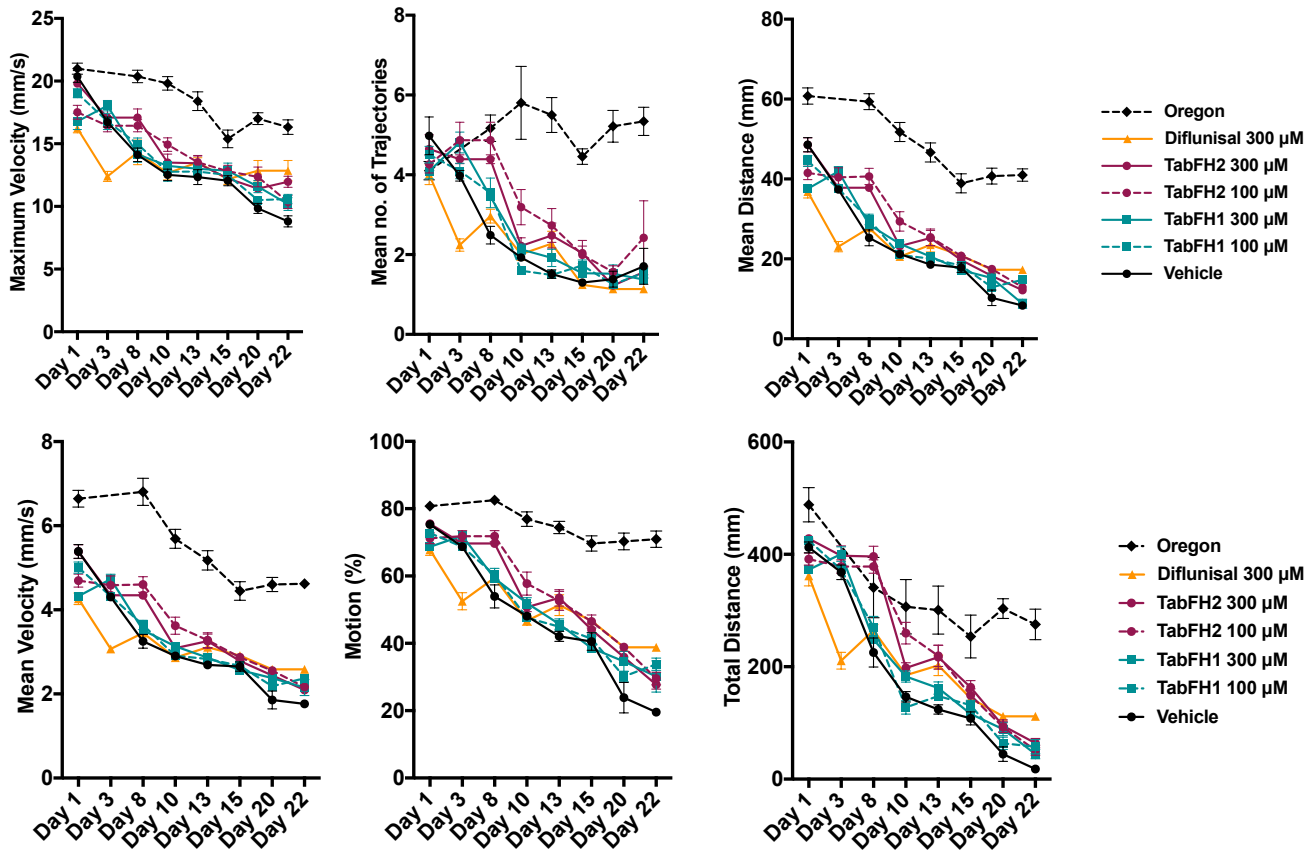 Maximum Velocity (mm/s)
25
20
15
10
5
0
Day 1
Day 3
Day 8
Day 10
Day 13
Day 15
Day 20
Day 22
Mean no. of Trajectories
8
6
4
2
0
Day 1
Day 3
Day 8
Day 10
Day 13
Day 15
Day 20
Day 22
Mean Distance (mm)
80
60
40
20
0
Day 1
Day 3
Day 8
Day 10
Day 13
Day 15
Day 20
Day 22
Oregon
Diflunisal 300 µM
TabFH2 300 µM
TabFH2 100 µM
TabFH1 300 µM
TabFH1 100 µM
Vehicle
Mean Velocity (mm/s)
8
6
4
2
0
Day 1
Day 3
Day 8
Day 10
Day 13
Day 15
Day 20
Day 22
Motion (%)
100
80
60
40
20
0
Day 1
Day 3
Day 8
Day 10
Day 13
Day 15
Day 20
Day 22
Total Distance (mm)
600
400
200
0
Day 1
Day 3
Day 8
Day 10
Day 13
Day 15
Day 20
Day 22
Oregon
Diflunisal 300 µM
TabFH2 300 µM
TabFH2 100 µM
TabFH1 300 µM
TabFH1 100 µM
Vehicle